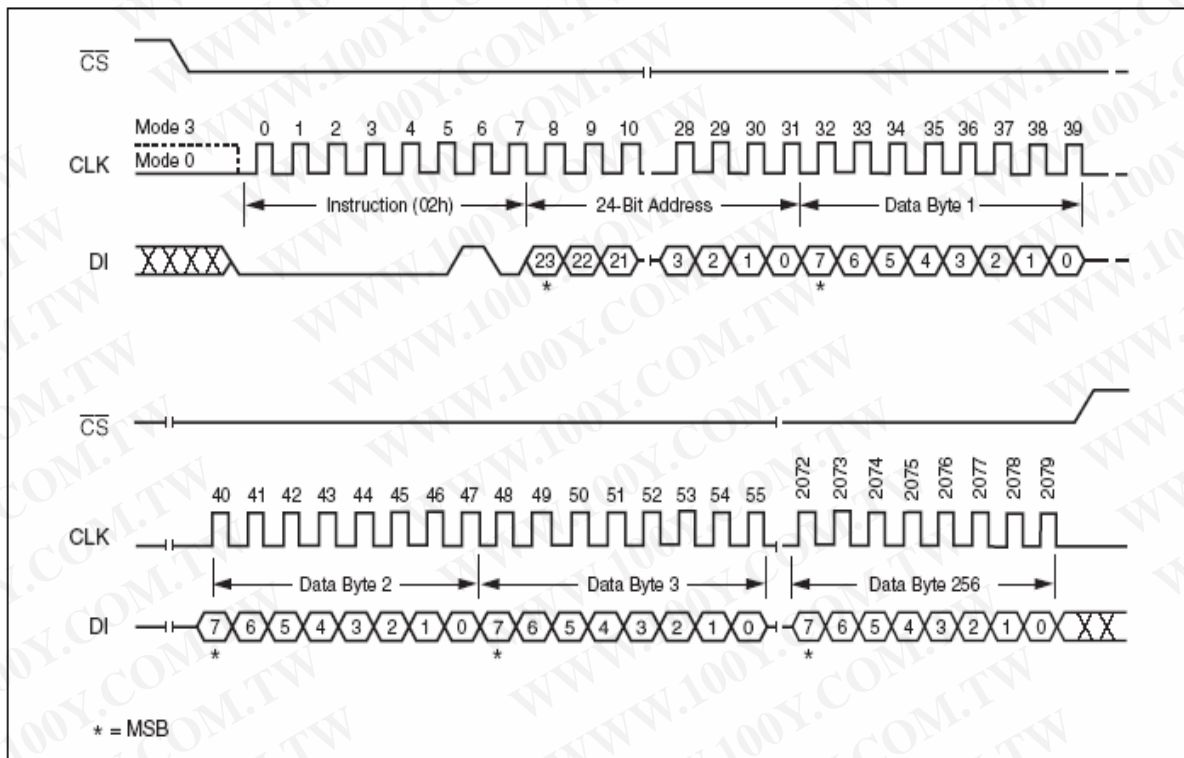 CS
Mode 3
0 1 2 3 4 5 6 7 8 9 10 28 29 30 31 32 33 34 35 36 37 38 39
CLK
Mode 0
Instruction (02h) 24-Bit Address Data Byte 1
DI
23 22 21 3 2 1 0 7 6 5 4 3 2 1 0
* *
CS
40 41 42 43 44 45 46 47 48 49 50 51 52 53 54 55 2072 2073 2074 2075 2076 2077 2078 2079
CLK
Data Byte 2 Data Byte 3 Data Byte 256
DI
7 6 5 4 3 2 1 0 7 6 5 4 3 2 1 0 7 6 5 4 3 2 1 0
* * *
* = MSB
WWW.100Y.COM.TW